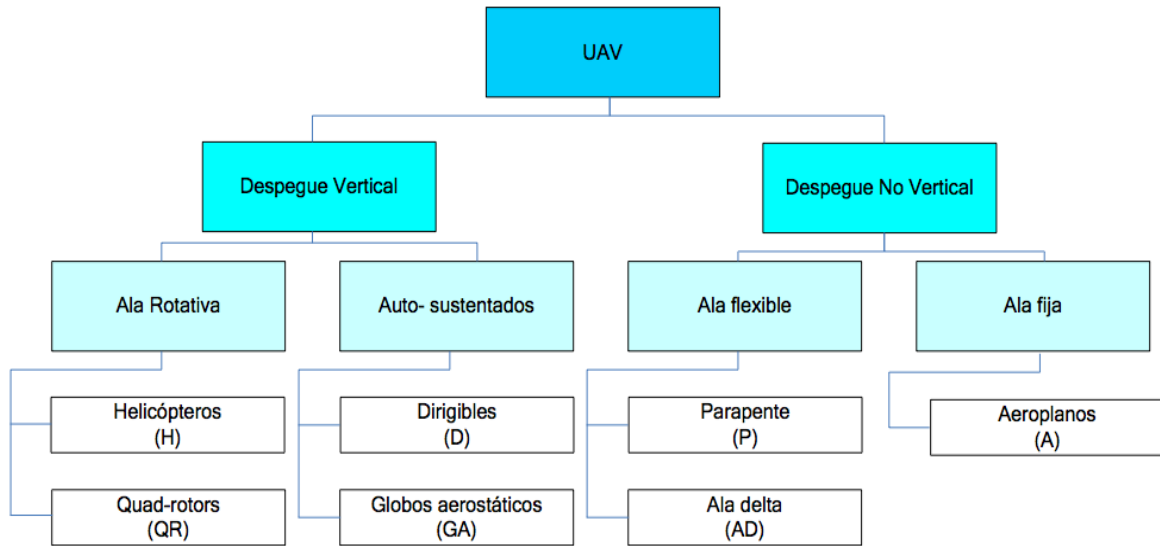 UAV
Despegue Vertical
Despegue No Vertical
Ala Rotativa
Auto- sustentados
Ala flexible
Ala fija
Helicópteros
(H)
Dirigibles
(D)
Parapente
(P)
Aeroplanos
(A)
Quad-rotors
(QR)
Globos aerostáticos
(GA)
Ala delta
(AD)